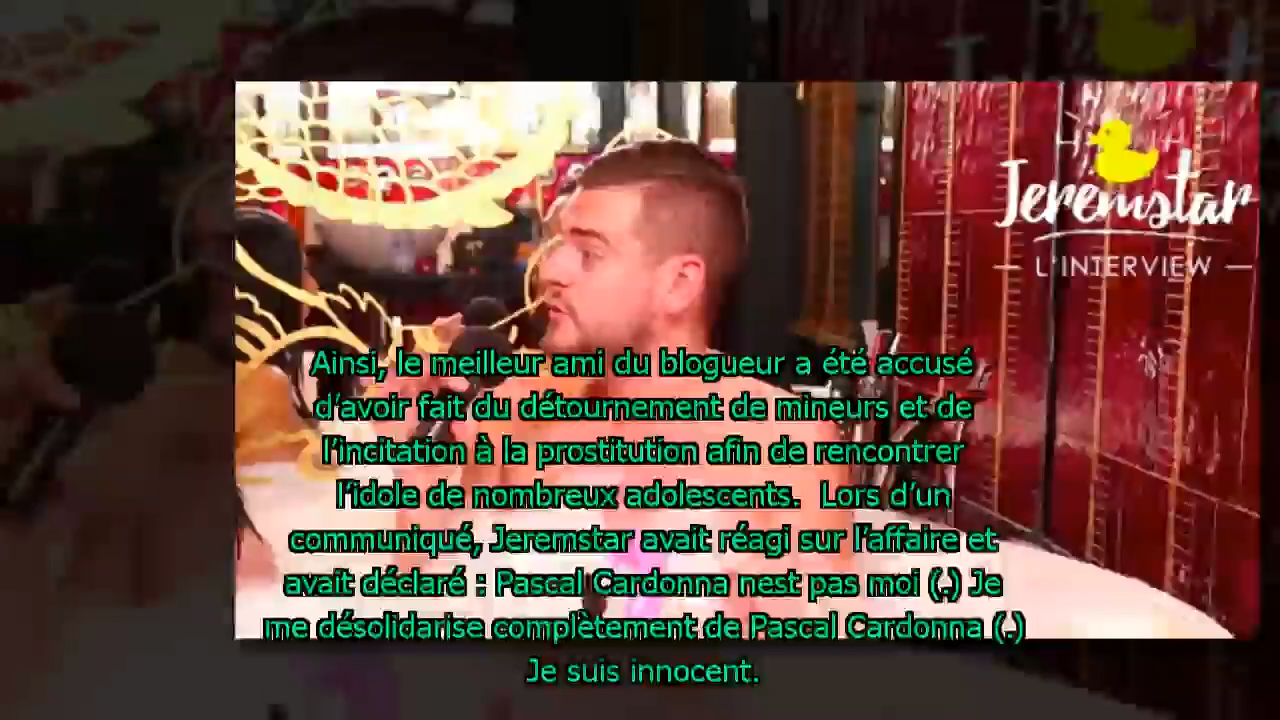 Jeremstar
L'INTERVIEW
Ainsi, le meilleur ami du blogueur a été accusé
d’avoir fait du détournement de mineurs et de
l’incitation à la prostitution afin de rencontrer
l’idole de nombreux adolescents.  Lors d’un
communiqué, Jeremstar avait réagi sur l’affaire et
avait déclaré : Pascal Cardonna nest pas moi (.) Je
me désolidarise complètement de Pascal Cardonna (.)
Je suis innocent.